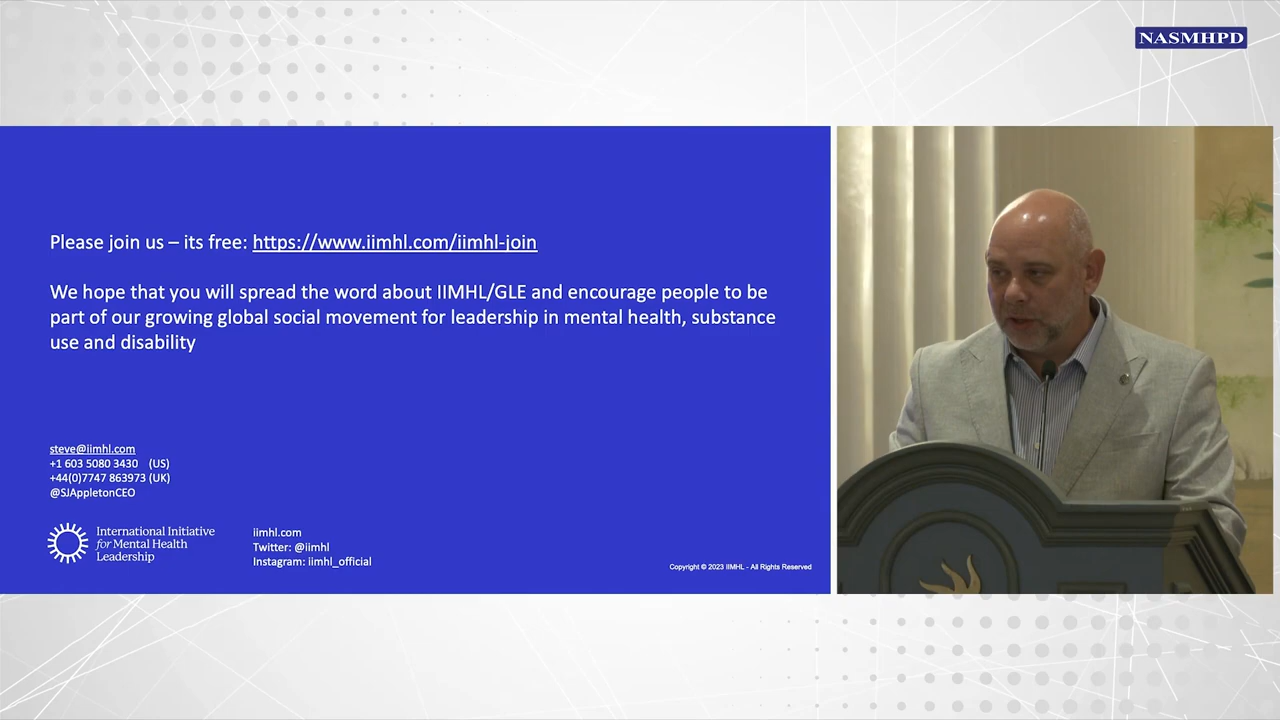 NASMHPD
Please join us – its free: https://www.iimhl.com/iimhl-join
We hope that you will spread the word about IIMHL/GLE and encourage people to be
part of our growing global social movement for leadership in mental health, substance
use and disability
steve@iimhl.com
+1 603 5080 3430 (US)
+44(0)7747 863973 (UK)
@SJAppletonCEO
International Initiative
for Mental Health
Leadership
iimhl.com
Twitter: @iimhl
Instagram: iimhl_official
Copyright © 2023 IIMHL - All Rights Reserved